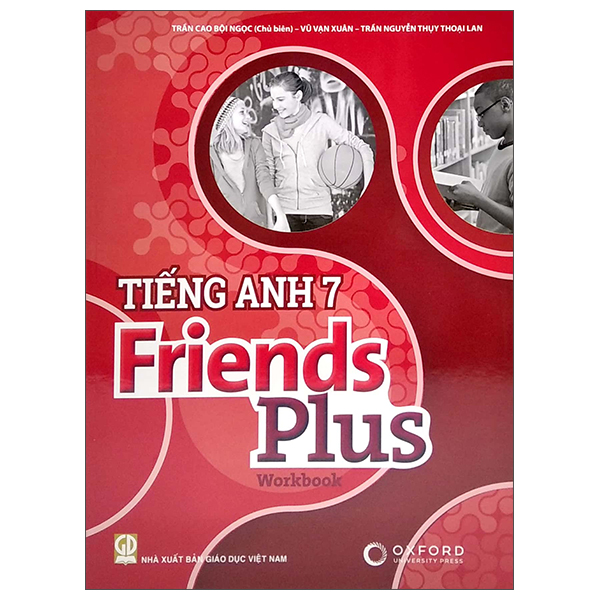 TRẦN CAO BỘI NGỌC (Chủ biên) – VŨ VẠN XUÂN – TRẦN NGUYỄN THỤY THOẠI LAN
TIẾNG ANH 7
Friends
Plus
Workbook
GD
NHÀ XUẤT BẢN GIÁO DỤC VIỆT NAM
OXFORD
UNIVERSITY PRESS